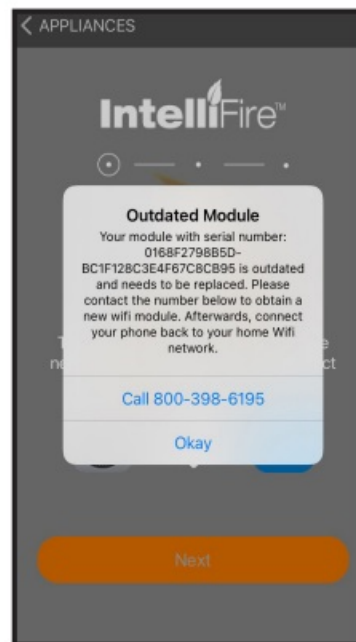 APPLIANCES
IntelliFire™
Outdated Module
Your module with serial number:
0168F2798B5D-
BC1F128C3E4F67C8CB95 is outdated
and needs to be replaced. Please
contact the number below to obtain a
new wifi module. Afterwards, connect
your phone back to your home Wifi
network.
Call 800-398-6195
Okay
Next